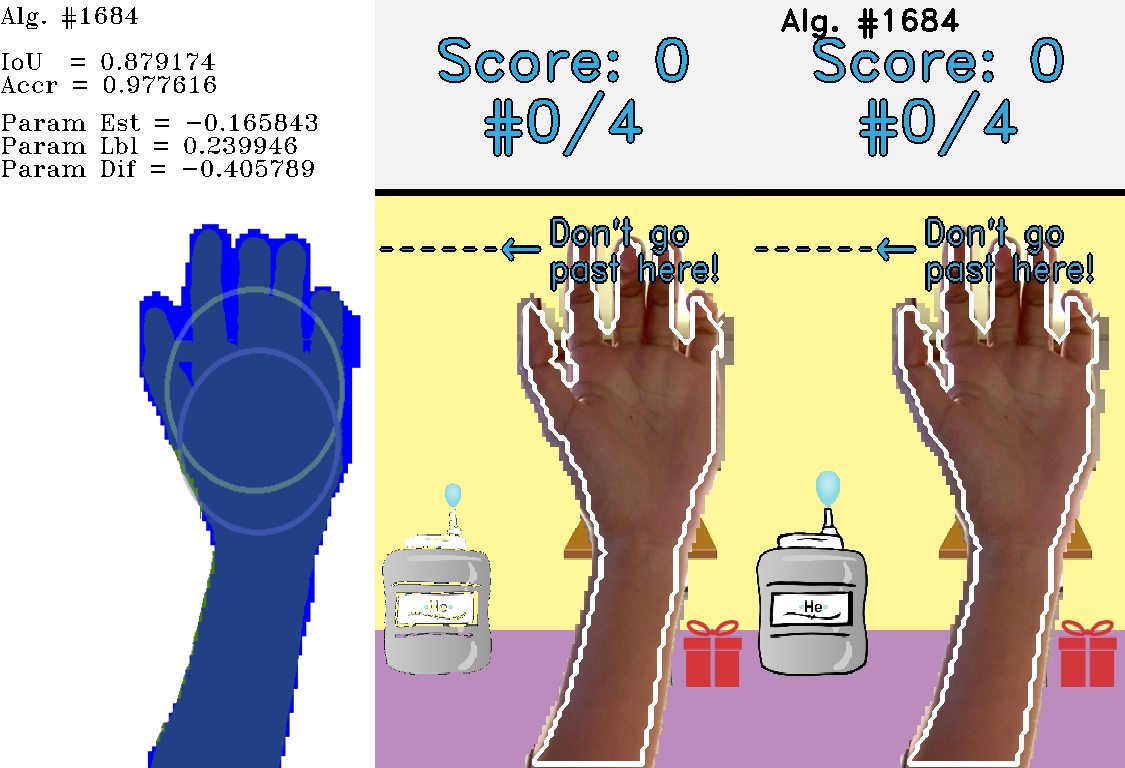 Alg. #1684
IoU = 0.879174
Accr = 0.977616
Param Est = −0.165843
Param Lbl = 0.239946
Param Dif = −0.405789
Score: 0
#0/4
Don't go
past here!
He
Alg. #1684
Score: 0
#0/4
Don't go
past here!
He